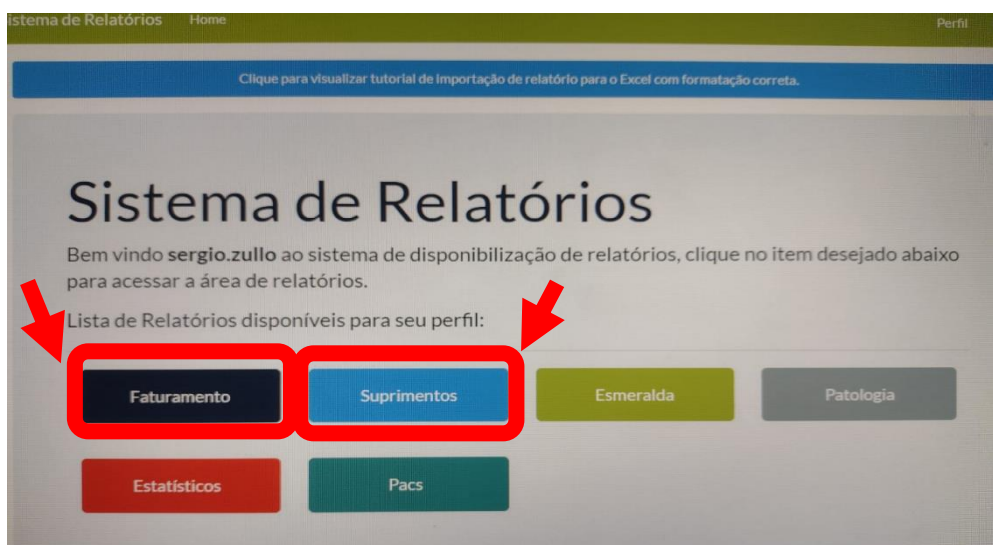 istema de Relatórios Home Perfil
Clique para visualizar tutorial de importação de relatório para o Excel com formatação correta.
Sistema de Relatórios
Bem vindo sergio.zullo ao sistema de disponibilização de relatórios, clique no item desejado abaixo
para acessar a área de relatórios.
Lista de Relatórios disponíveis para seu perfil:
Faturamento Suprimentos Esmeralda Patologia
Estatísticos Pacs